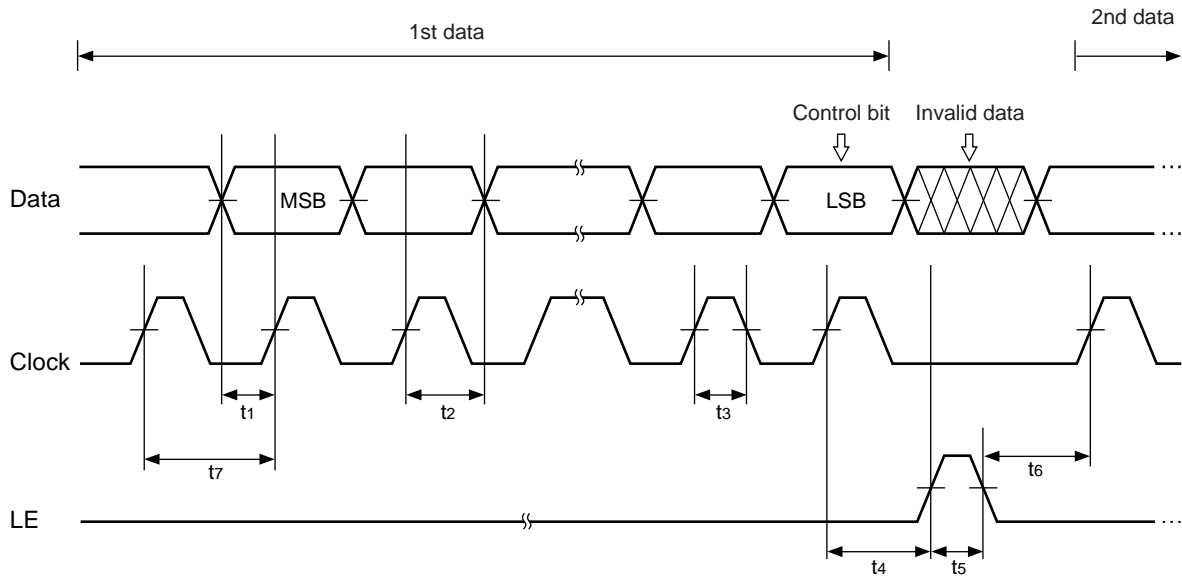 1st data
2nd data
Control bit
Invalid data
Data
MSB
LSB
...
Clock
t1
t2
t3
t7
t6
LE
...
t4
t5